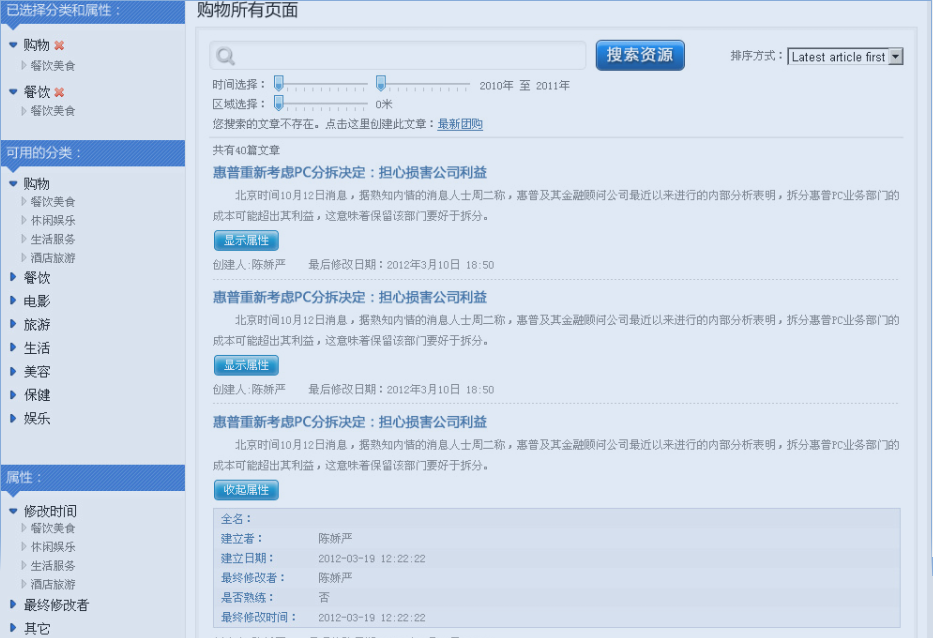 已选择分类和属性：
购物
餐饮美食
餐饮
餐饮美食
可用的分类：
购物
餐饮美食
休闲娱乐
生活服务
酒店旅游
餐饮
电影
旅游
生活
美容
保健
娱乐
属性：
修改时间
餐饮美食
休闲娱乐
生活服务
酒店旅游
最终修改者
其它
购物所有页面
搜索资源
排序方式：Latest article first
时间选择： 2010年 至 2011年
区域选择： 0米
您搜索的文章不存在。点击这里创建此文章：最新团购
共有40篇文章
惠普重新考虑PC分拆决定：担心损害公司利益
北京时间10月12日消息，据熟知内情的消息人士周二称，惠普及其金融顾问公司最近以来进行的内部分析表明，拆分惠普PC业务部门的
成本可能超出其利益，这意味着保留该部门要好于拆分。
显示属性
创建人:陈娇严 最后修改日期：2012年3月10日 18:50
惠普重新考虑PC分拆决定：担心损害公司利益
北京时间10月12日消息，据熟知内情的消息人士周二称，惠普及其金融顾问公司最近以来进行的内部分析表明，拆分惠普PC业务部门的
成本可能超出其利益，这意味着保留该部门要好于拆分。
显示属性
创建人:陈娇严 最后修改日期：2012年3月10日 18:50
惠普重新考虑PC分拆决定：担心损害公司利益
北京时间10月12日消息，据熟知内情的消息人士周二称，惠普及其金融顾问公司最近以来进行的内部分析表明，拆分惠普PC业务部门的
成本可能超出其利益，这意味着保留该部门要好于拆分。
收起属性
全名：
建立者： 陈娇严
建立日期： 2012-03-19 12:22:22
最终修改者： 陈娇严
是否熟练： 否
最终修改时间： 2012-03-19 12:22:22